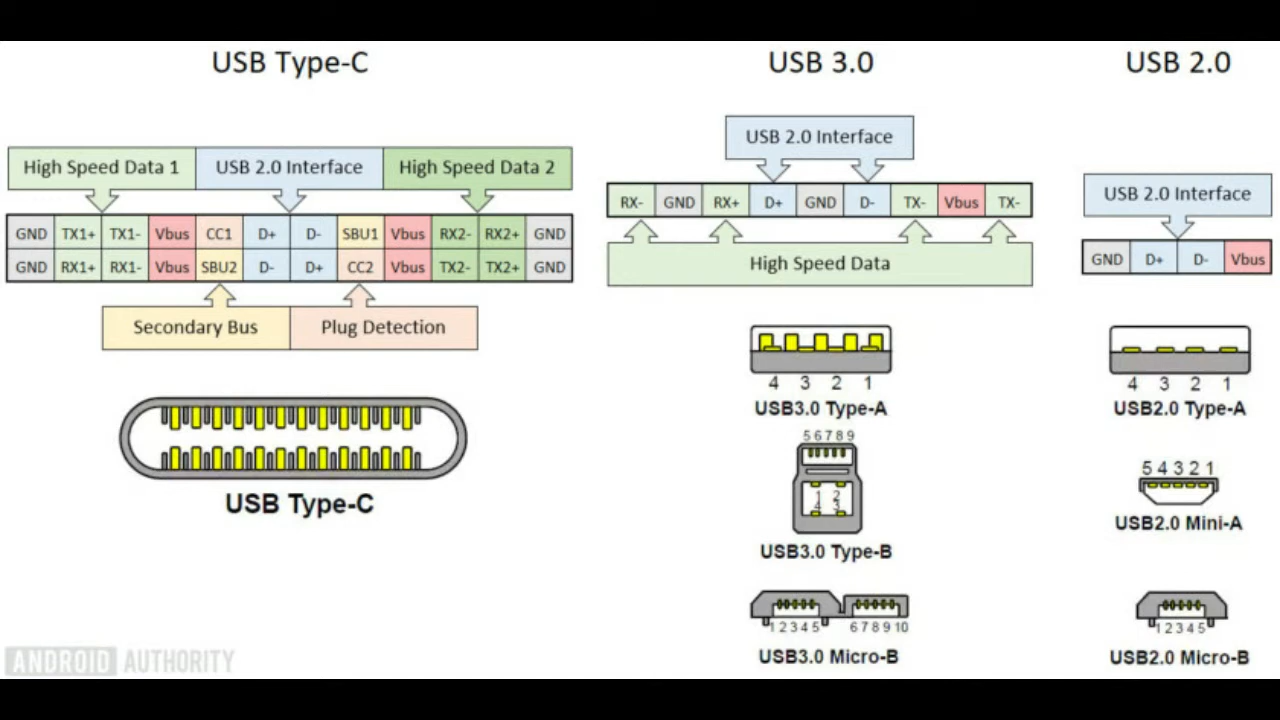 USB Type-C
USB 3.0
USB 2.0
High Speed Data 1
USB 2.0 Interface
High Speed Data 2
GND TX1+ TX1- Vbus CC1 D+ D- SBU1 Vbus RX2- RX2+ GND
GND RX1+ RX1- Vbus SBU2 D- D+ CC2 Vbus TX2- TX2+ GND
Secondary Bus
Plug Detection
USB Type-C
USB 2.0 Interface
RX- GND RX+ D+ GND D- TX- Vbus TX-
High Speed Data
4 3 2 1
USB3.0 Type-A
5 6 7 8 9
1 2
4 3
USB3.0 Type-B
1 2 3 4 5 6 7 8 9 10
USB3.0 Micro-B
USB 2.0 Interface
GND D+ D- Vbus
4 3 2 1
USB2.0 Type-A
5 4 3 2 1
USB2.0 Mini-A
1 2 3 4 5
USB2.0 Micro-B
ANDROID AUTHORITY